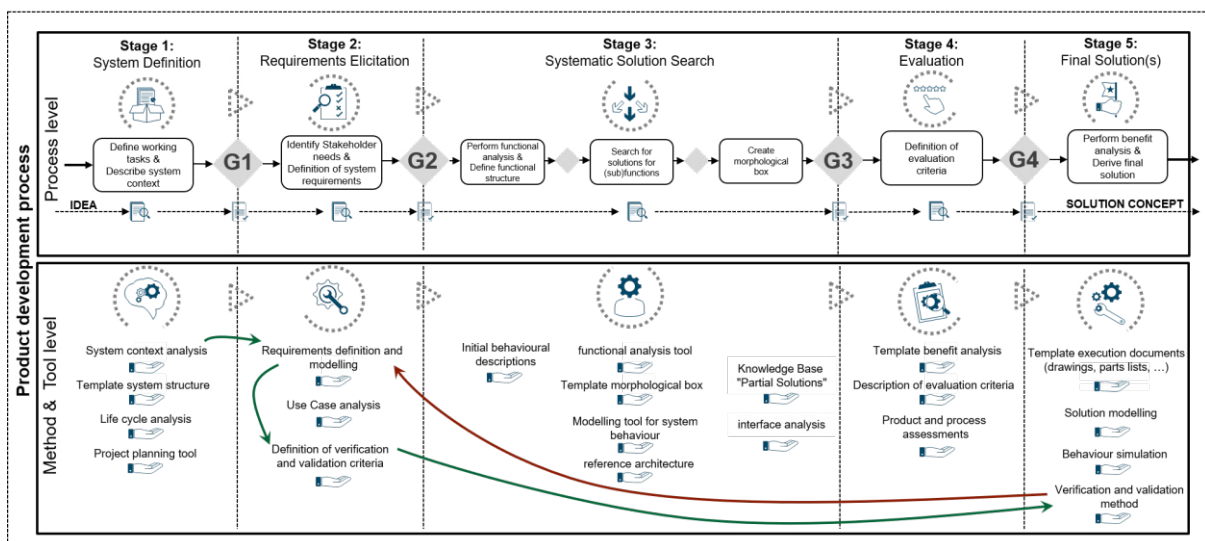 Product development process
Process level
Stage 1:
System Definition
Stage 2:
Requirements Elicitation
Stage 3:
Systematic Solution Search
Stage 4:
Evaluation
Stage 5:
Final Solution(s)
Define working
tasks &
Describe system
context
G1
Identify Stakeholder
needs &
Definition of system
requirements
G2
Perform functional
analysis &
Define functional
structure
Search for
solutions for
(sub)functions
Create
morphological
box
G3
Definition of
evaluation
criteria
G4
Perform benefit
analysis &
Derive final
solution
IDEA
SOLUTION CONCEPT
Method & Tool level
System context analysis
Template system structure
Life cycle analysis
Project planning tool
Requirements definition and
modelling
Use Case analysis
Definition of verification
and validation criteria
Initial behavioural
descriptions
functional analysis tool
Template morphological box
Modelling tool for system
behaviour
reference architecture
Knowledge Base
"Partial Solutions"
interface analysis
Template benefit analysis
Description of evaluation criteria
Product and process
assessments
Template execution documents
(drawings, parts lists, …)
Solution modelling
Behaviour simulation
Verification and validation
method